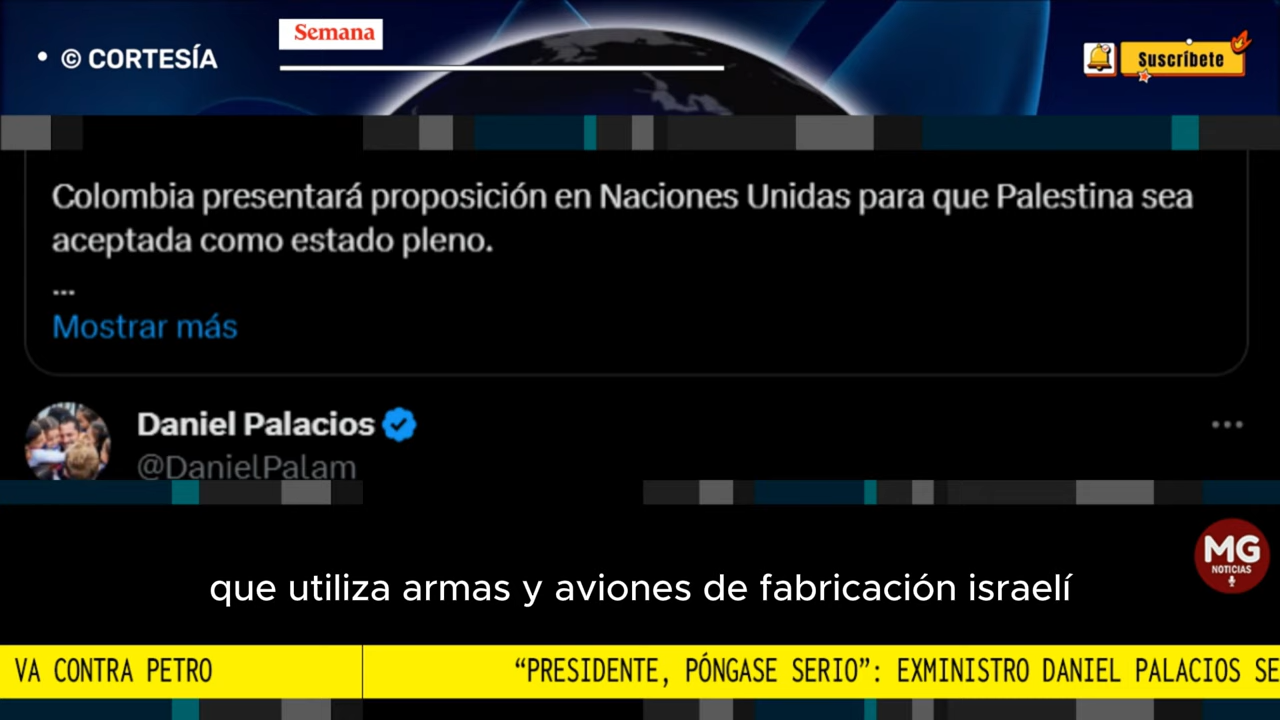 • © CORTESÍA
Semana
Suscríbete
Colombia presentará proposición en Naciones Unidas para que Palestina sea
aceptada como estado pleno.
...
Mostrar más
Daniel Palacios
@DanielPalam
MG
NOTICIAS
que utiliza armas y aviones de fabricación israelí
VA CONTRA PETRO
“PRESIDENTE, PÓNGASE SERIO”: EXMINISTRO DANIEL PALACIOS SE